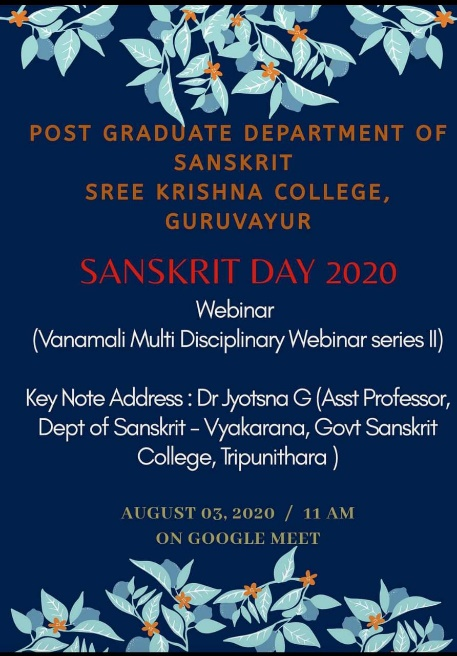 POST GRADUATE DEPARTMENT OF
SANSKRIT
SREE KRISHNA COLLEGE,
GURUVAYUR
SANSKRIT DAY 2020
Webinar
(Vanamali Multi Disciplinary Webinar series II)
Key Note Address : Dr Jyotsna G (Asst Professor,
Dept of Sanskrit - Vyakarana, Govt Sanskrit
College, Tripunithara )
AUGUST 03, 2020 / 11 AM
ON GOOGLE MEET